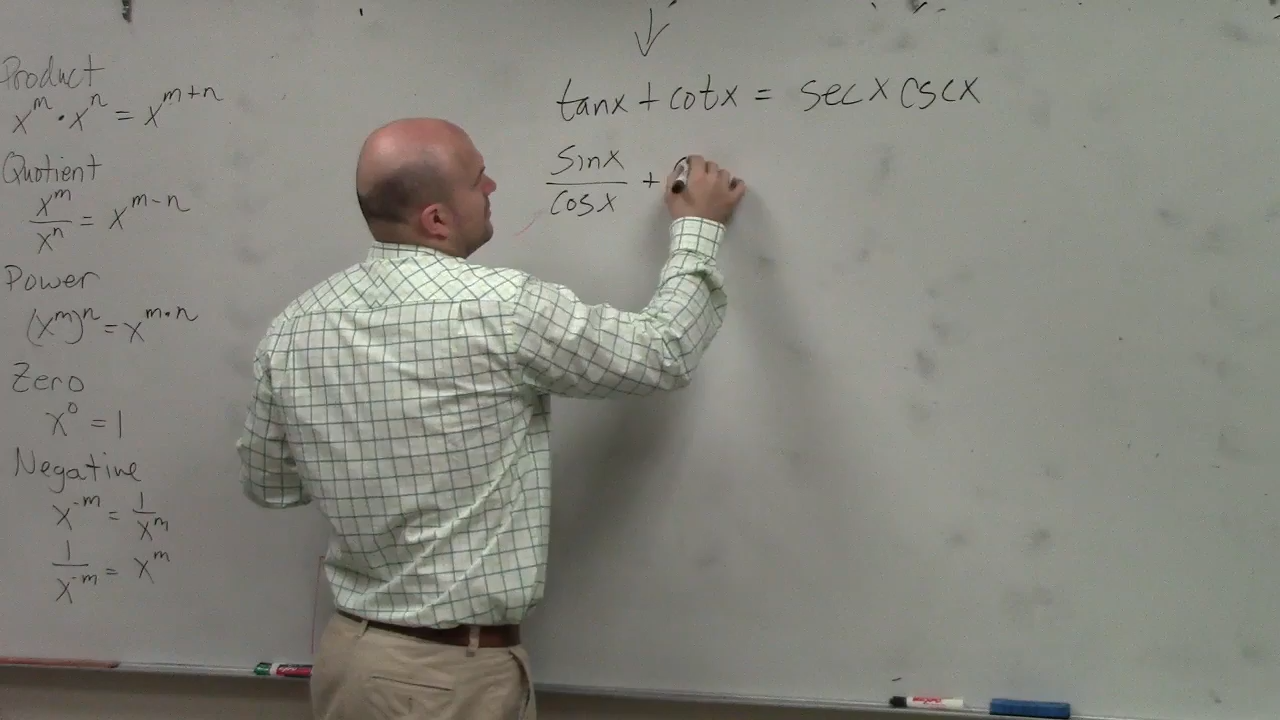 Product
x^m · x^n = x^{m+n}
Quotient
x^m / x^n = x^{m-n}
Power
(x^m)^n = x^{m·n}
Zero
x^0 = 1
Negative
x^{-m} = 1 / x^m
1 / x^{-m} = x^m
tanx + cotx = secx cscx
sinx / cosx +